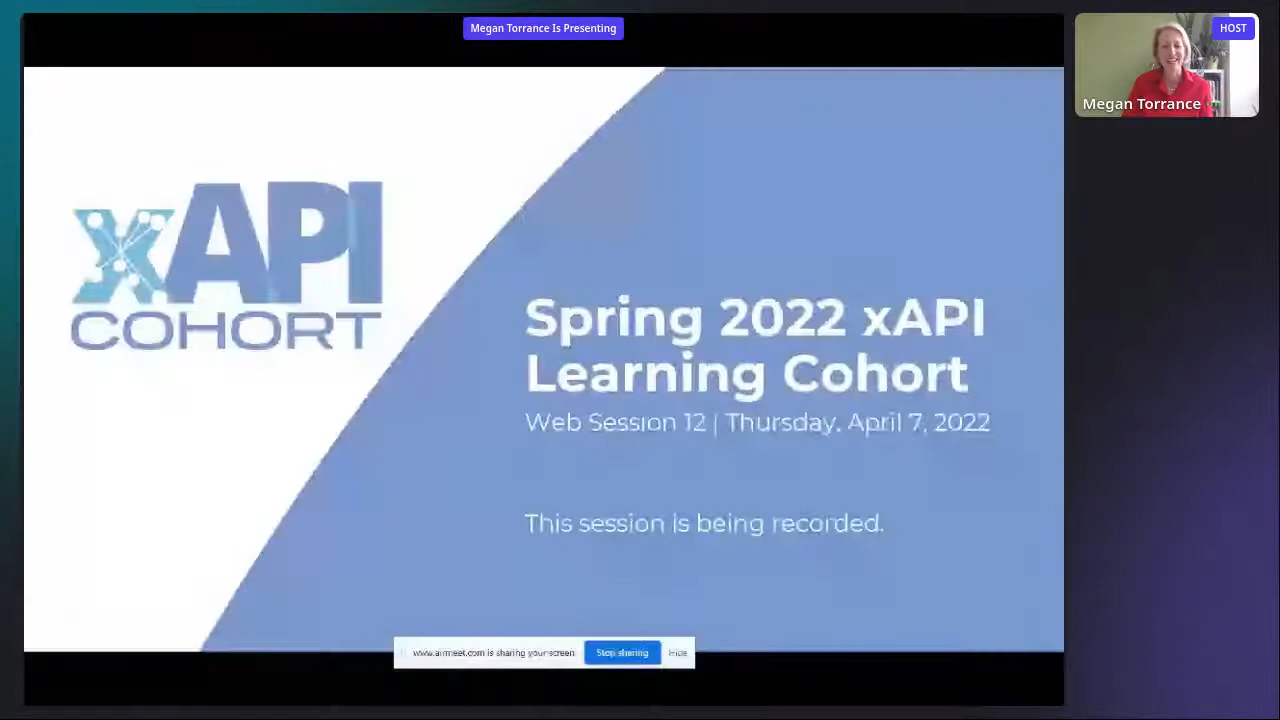 Megan Torrance Is Presenting
HOST
Megan Torrance
xAPI
COHORT
Spring 2022 xAPI
Learning Cohort
Web Session 12 | Thursday, April 7, 2022
This session is being recorded.
www.airmeet.com is sharing your screen
Stop sharing
Hide